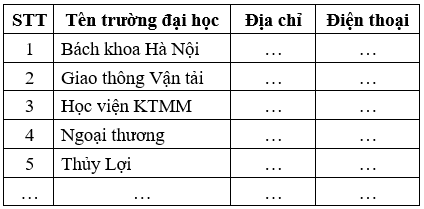 STT Tên trường đại học Địa chỉ Điện thoại
1 Bách khoa Hà Nội … …
2 Giao thông Vận tải … …
3 Học viện KTMM … …
4 Ngoại thương … …
5 Thủy Lợi … …
… … … …